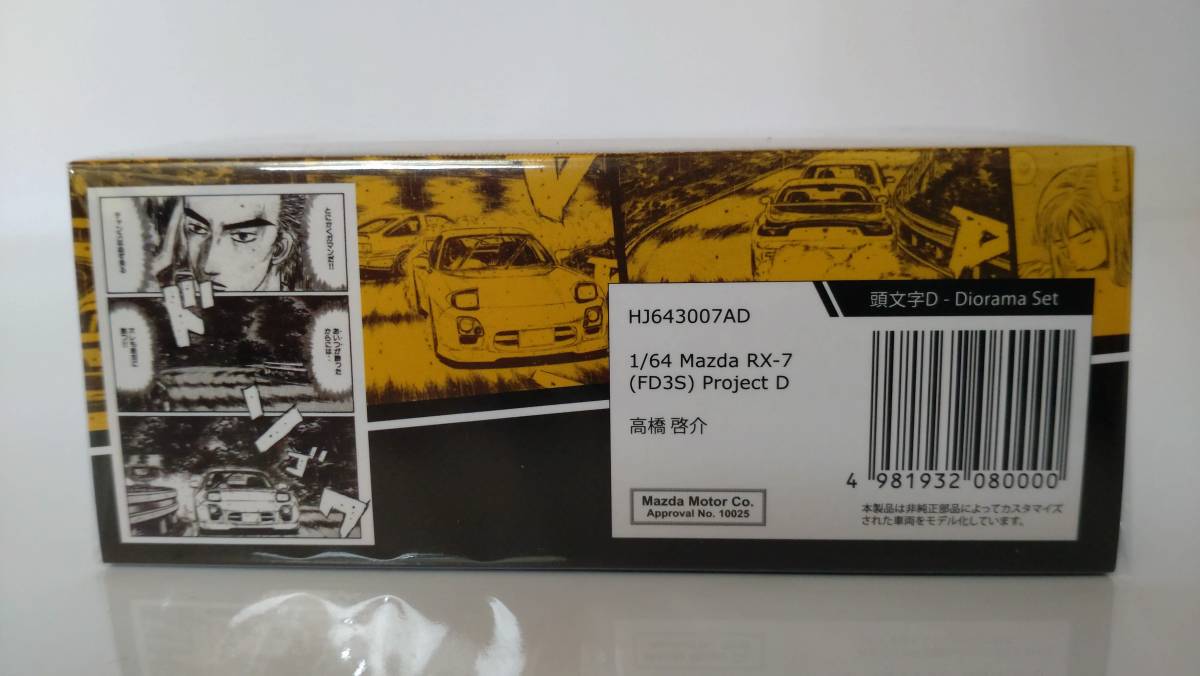 頭文字D - Diorama Set
HJ643007AD
1/64 Mazda RX-7
(FD3S) Project D
高橋 啓介
Mazda Motor Co.
Approval No. 10025
4 981932 080000
本製品は非純正部品によってカスタマイズ
された車両をモデル化しています。